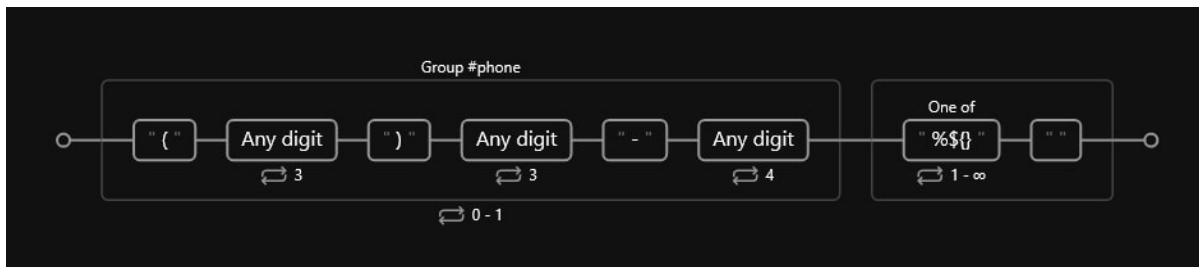 Group #phone
One of
" ( " Any digit " ) " Any digit " - " Any digit " %${} " " "
3 3 4 1 - ∞
0 - 1